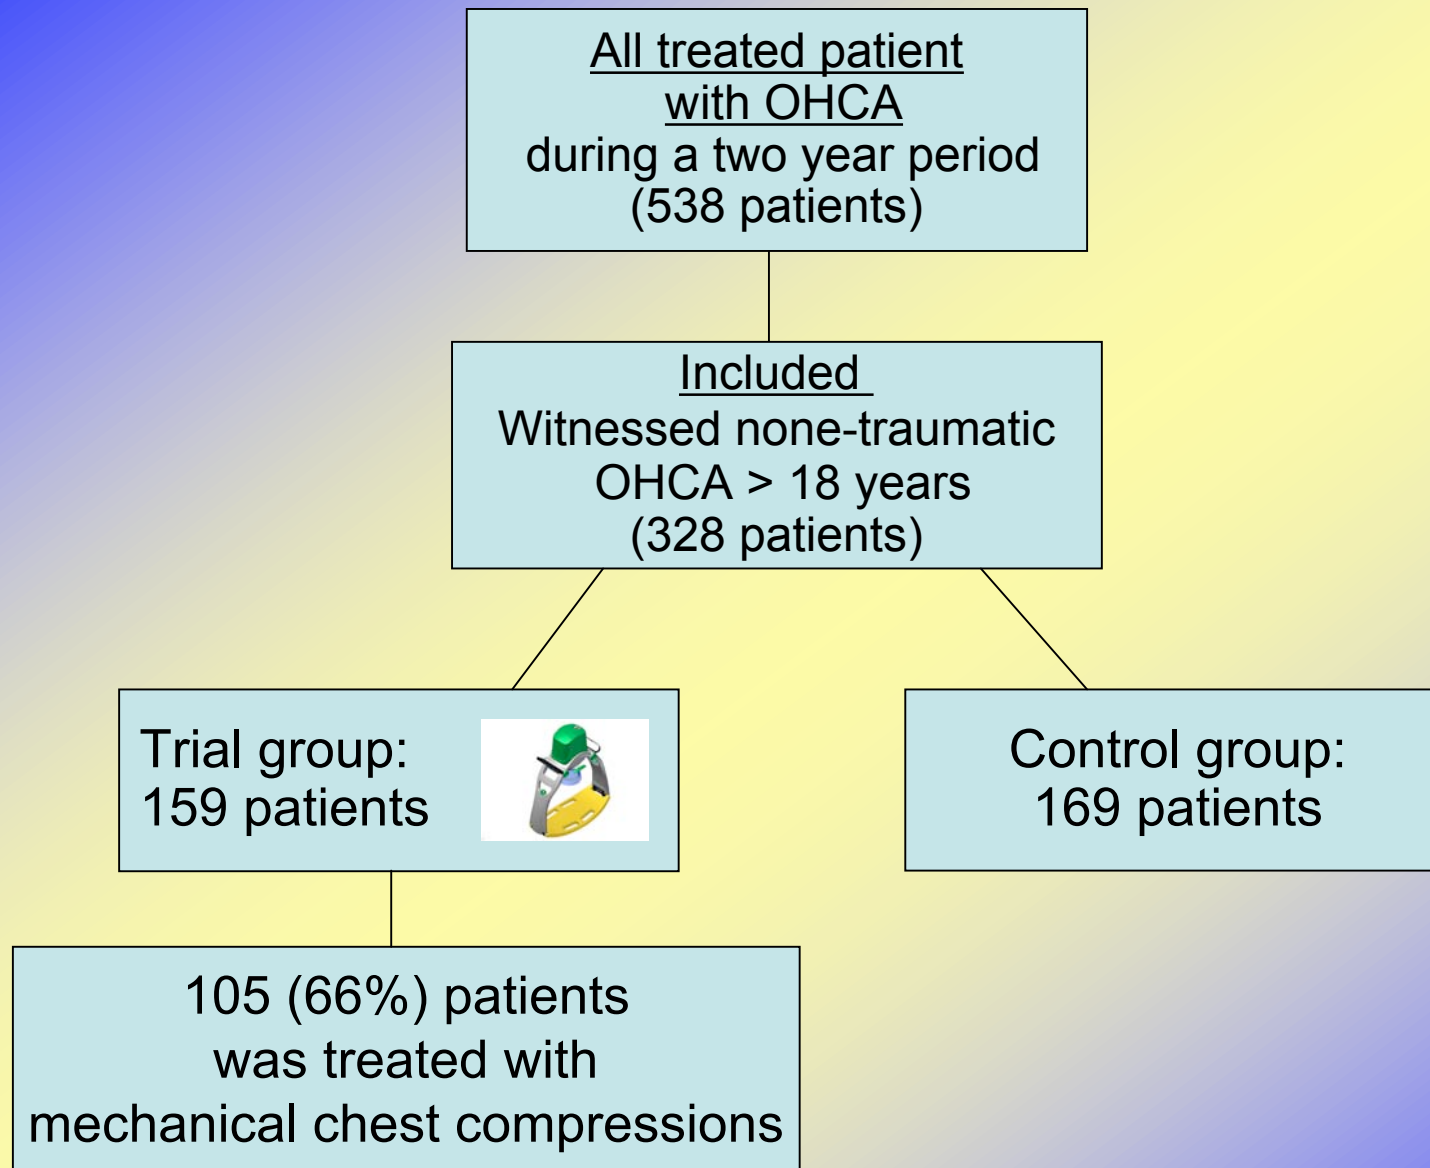 All treated patient
with OHCA
during a two year period
(538 patients)
Included
Witnessed none-traumatic
OHCA > 18 years
(328 patients)
Trial group:
159 patients
Control group:
169 patients
105 (66%) patients
was treated with
mechanical chest compressions